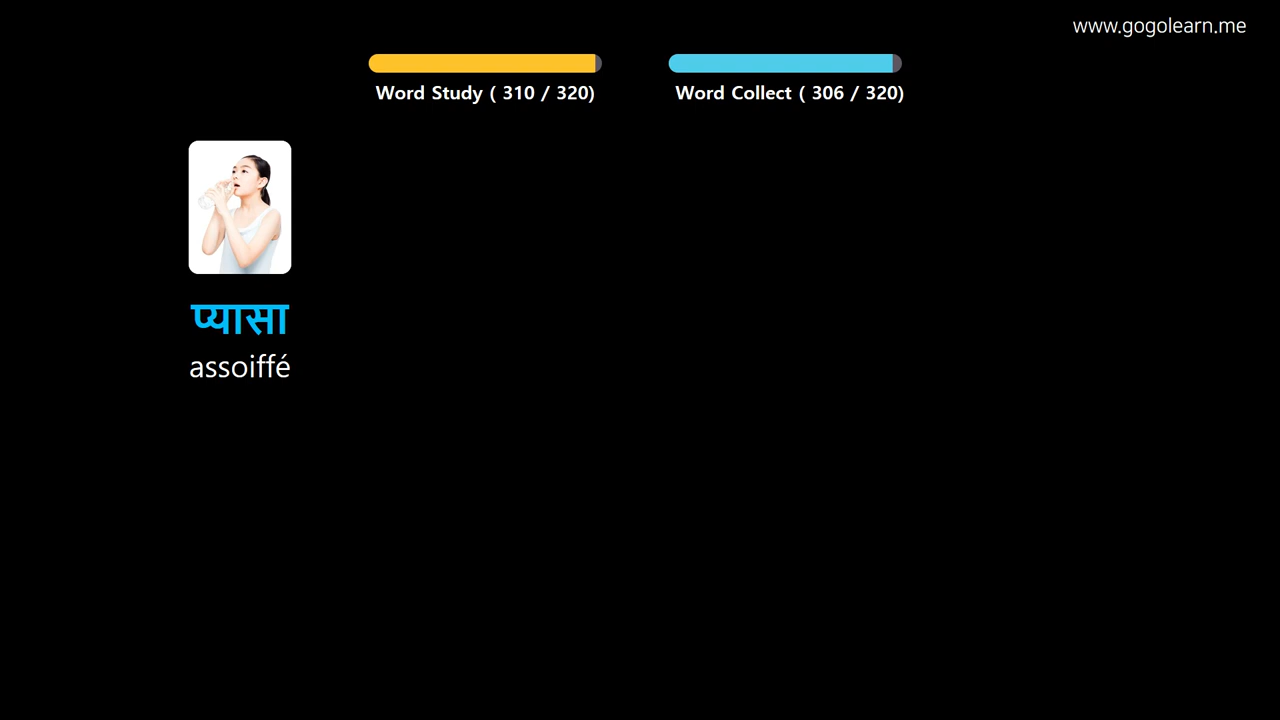 www.gogolearn.me
Word Study ( 310 / 320)
Word Collect ( 306 / 320)
प्यासा
assoiffé